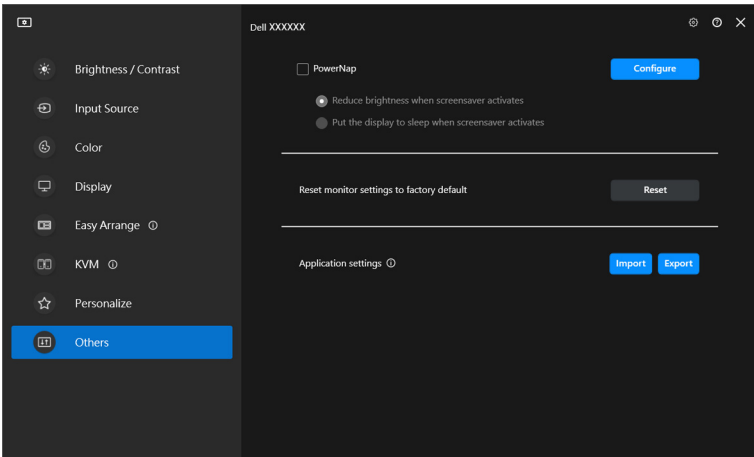 Dell XXXXXX
Brightness / Contrast
Input Source
Color
Display
Easy Arrange
KVM
Personalize
Others
PowerNap
Configure
Reduce brightness when screensaver activates
Put the display to sleep when screensaver activates
Reset monitor settings to factory default
Reset
Application settings
Import
Export